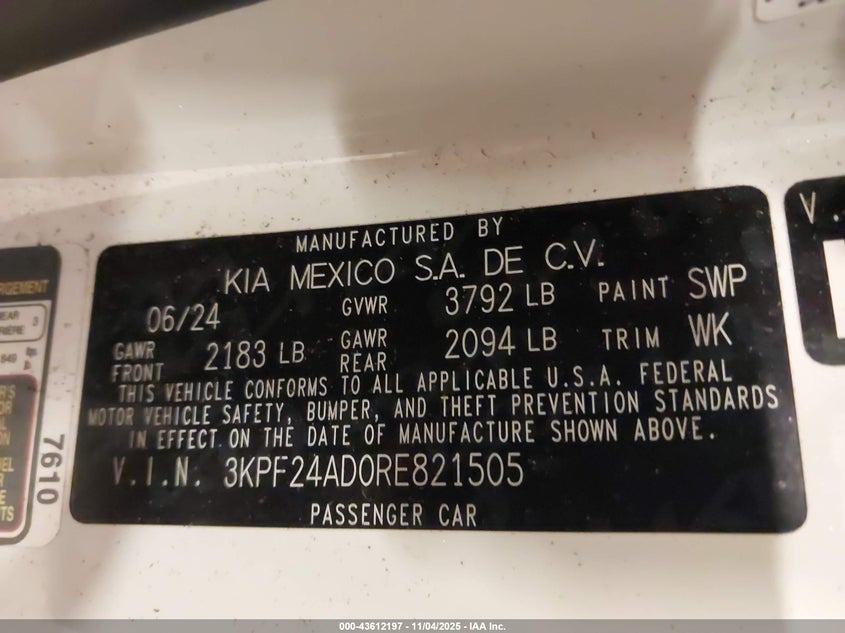 MANUFACTURED BY
KIA MEXICO S.A. DE C.V.
06/24 GVWR 3792 LB PAINT SWP
GAWR FRONT 2183 LB GAWR REAR 2094 LB TRIM WK
THIS VEHICLE CONFORMS TO ALL APPLICABLE U.S.A. FEDERAL
MOTOR VEHICLE SAFETY, BUMPER, AND THEFT PREVENTION STANDARDS
IN EFFECT ON THE DATE OF MANUFACTURE SHOWN ABOVE.
V.I.N. 3KPF24AD0RE821505
PASSENGER CAR
7610
V.
000-43612197 - 11/04/2025 - IAA Inc.